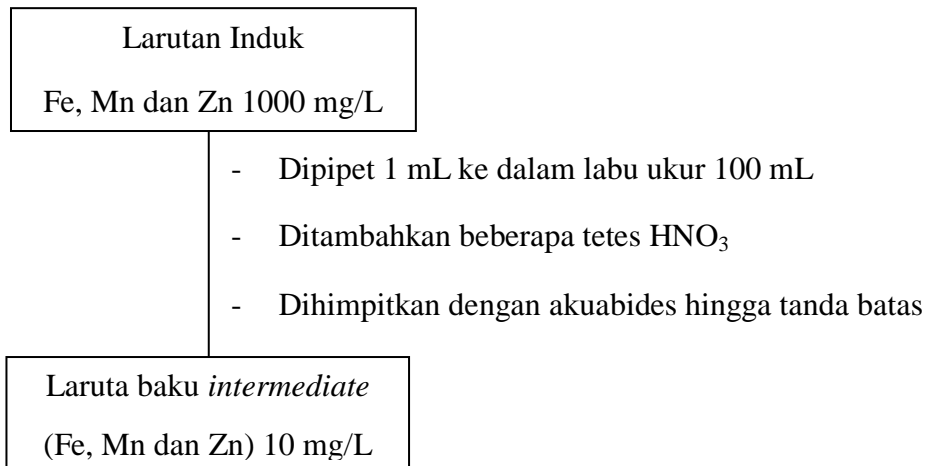 Larutan Induk
Fe, Mn dan Zn 1000 mg/L
- Dipipet 1 mL ke dalam labu ukur 100 mL
- Ditambahkan beberapa tetes HNO₃
- Dihimpitkan dengan akuabides hingga tanda batas
Laruta baku intermediate
(Fe, Mn dan Zn) 10 mg/L